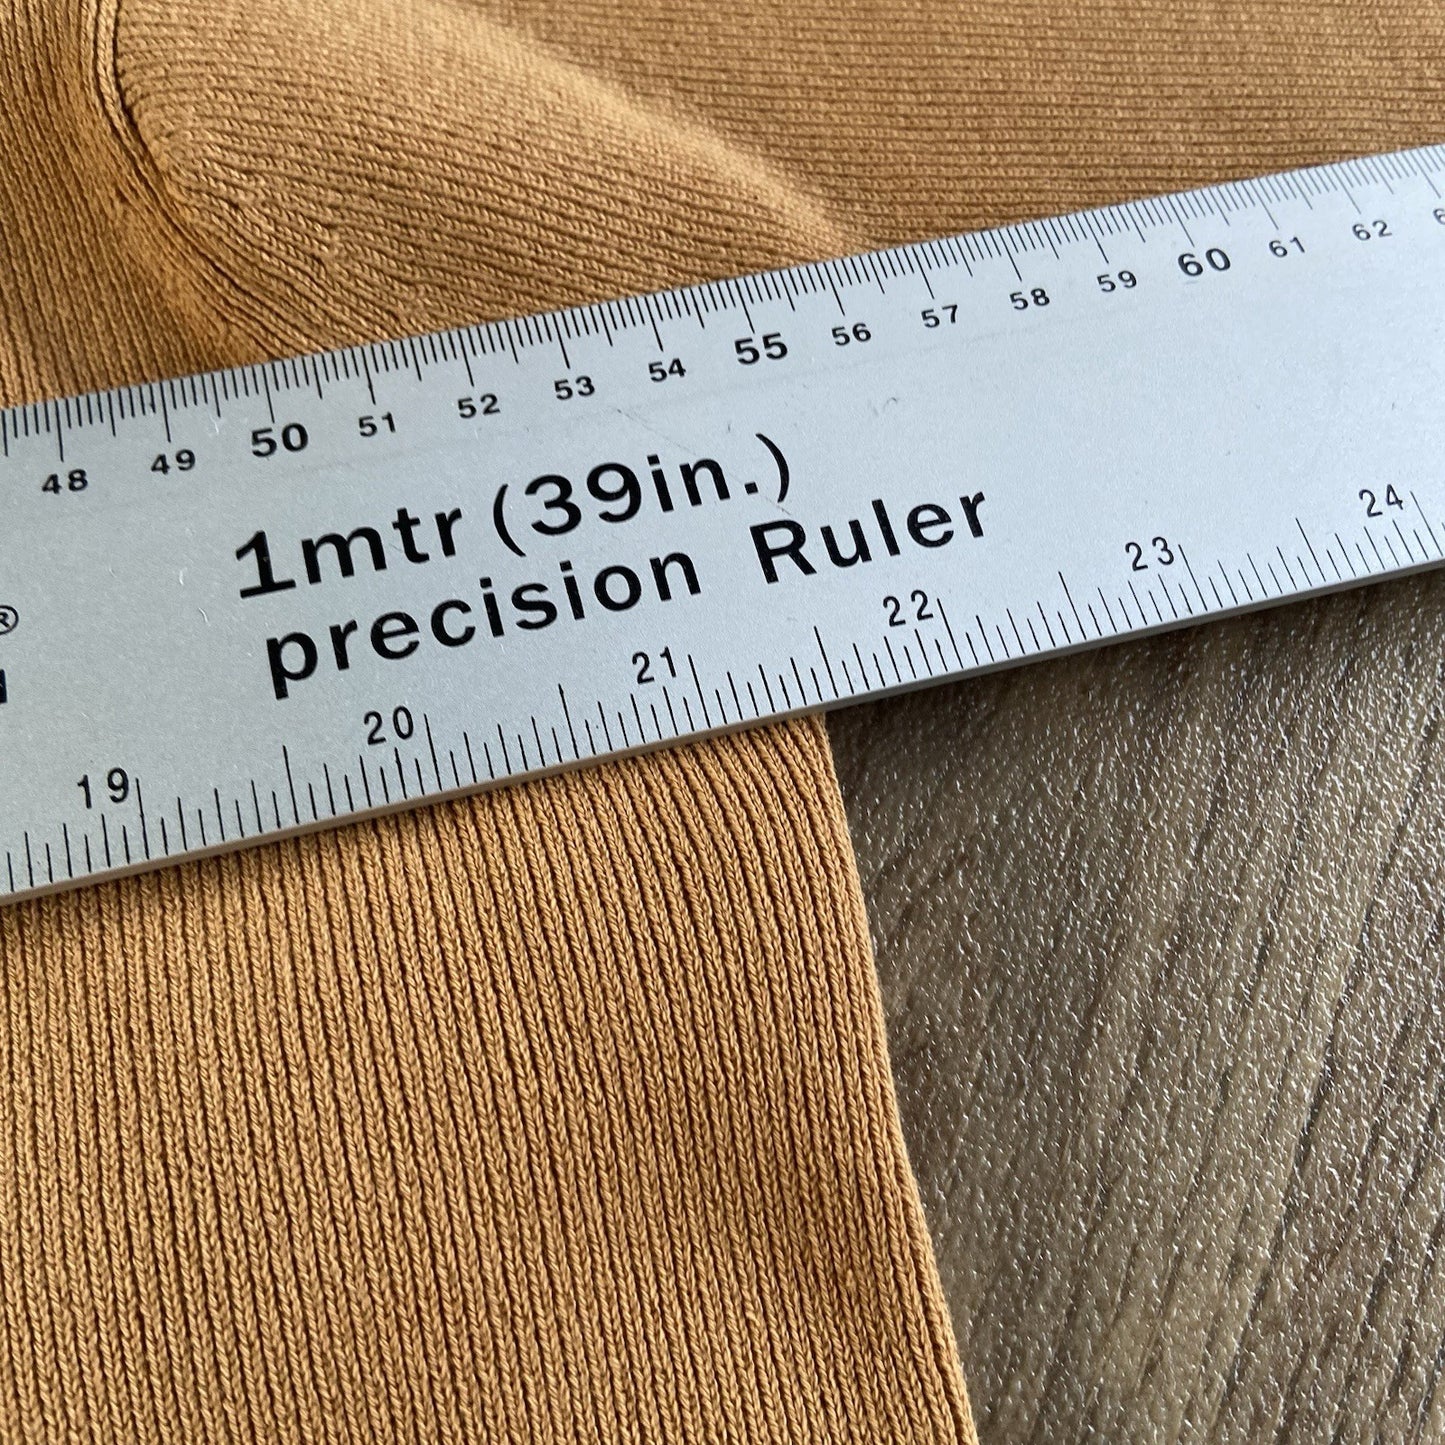 48 49 50 51 52 53 54 55 56 57 58 59 60 61 62
1mtr (39in.)
precision Ruler
®
19 20 21 22 23 24